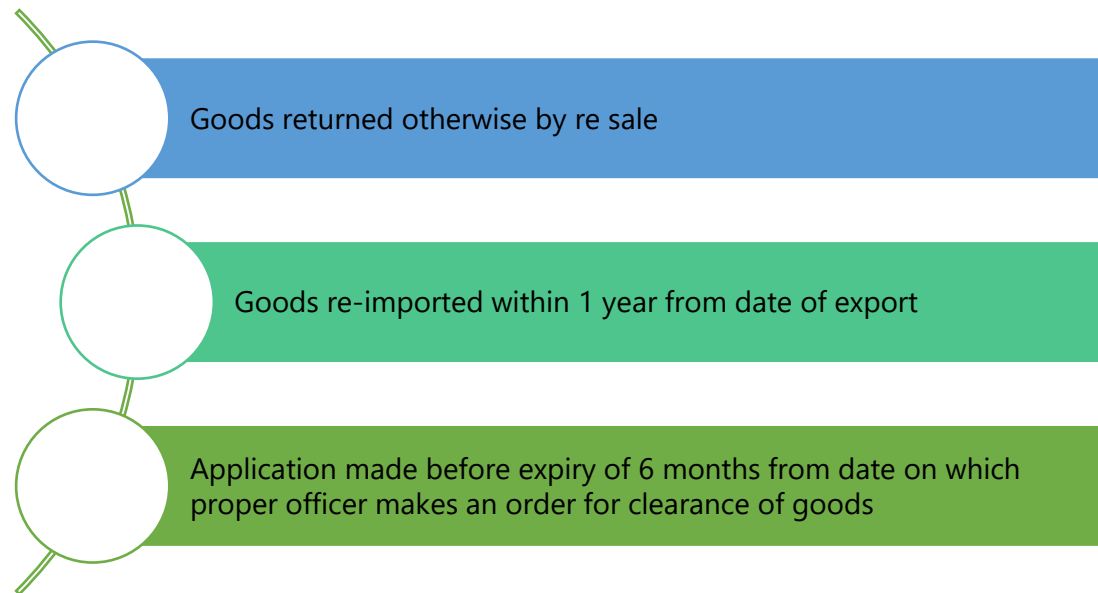 Goods returned otherwise by re sale
Goods re-imported within 1 year from date of export
Application made before expiry of 6 months from date on which
proper officer makes an order for clearance of goods